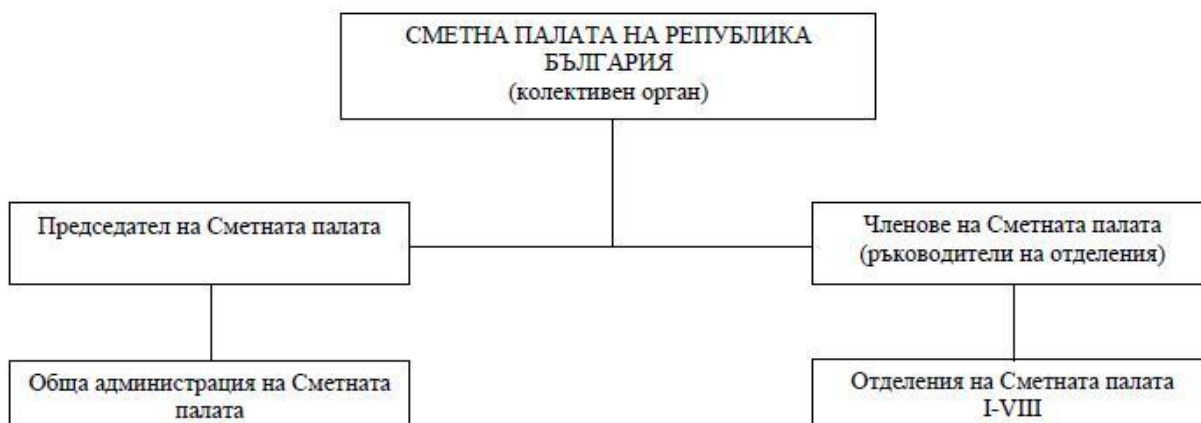 СМЕТНА ПАЛАТА НА РЕПУБЛИКА
БЪЛГАРИЯ
(колективен орган)
Председател на Сметната палата
Членове на Сметната палата
(ръководители на отделения)
Обща администрация на Сметната
палата
Отделения на Сметната палата
I-VIII